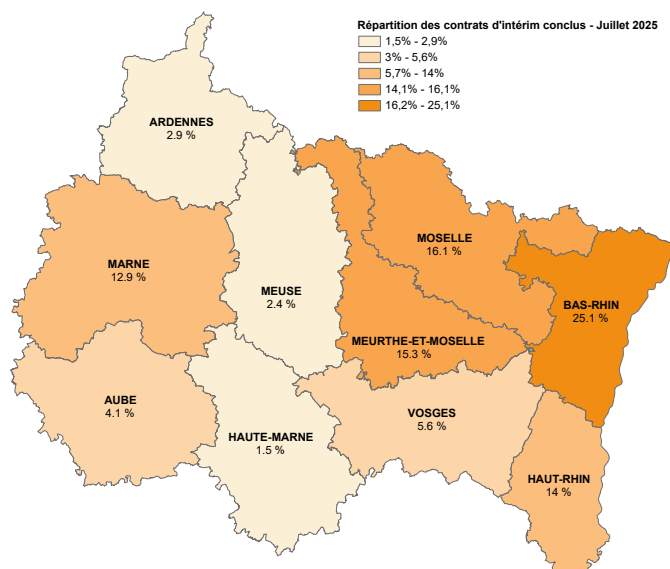 Répartition des contrats d'intérim conclus - Juillet 2025
1,5% - 2,9%
3% - 5,6%
5,7% - 14%
14,1% - 16,1%
16,2% - 25,1%
ARDENNES
2.9 %
MARNE
12.9 %
MEUSE
2.4 %
MOSELLE
16.1 %
BAS-RHIN
25.1 %
MEURTHE-ET-MOSELLE
15.3 %
AUBE
4.1 %
HAUTE-MARNE
1.5 %
VOSGES
5.6 %
HAUT-RHIN
14 %